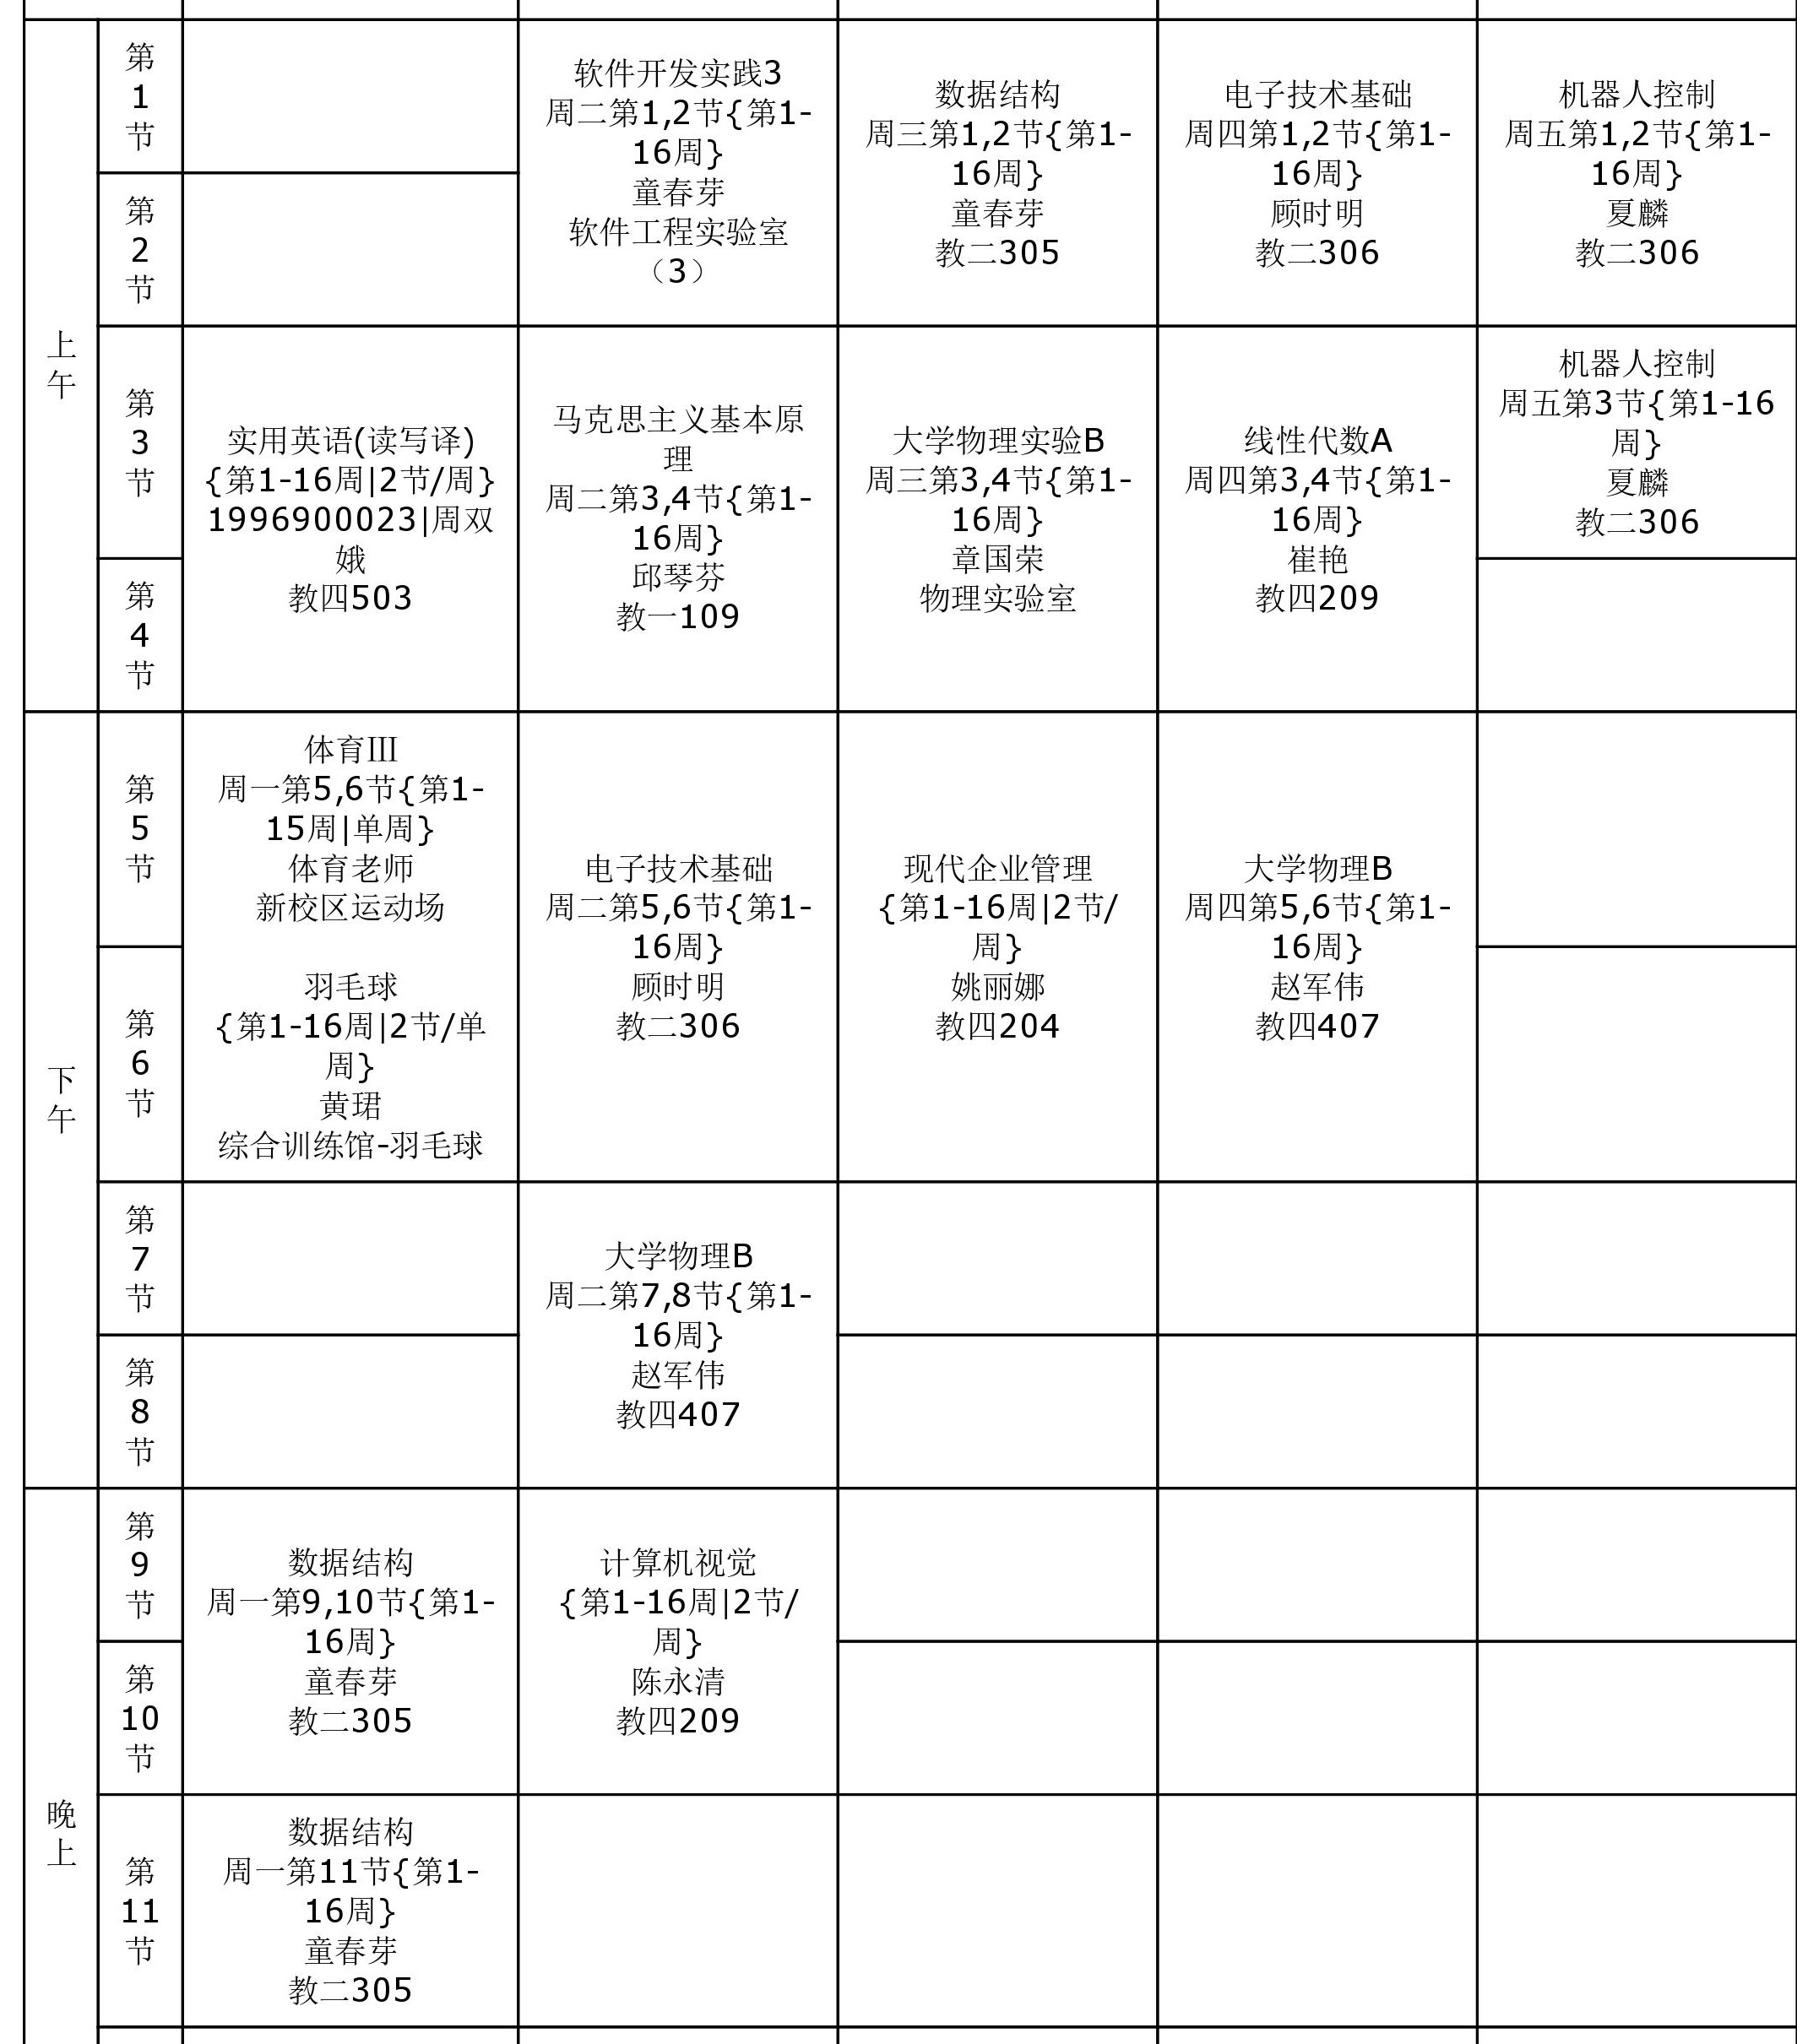 上
午
第
1
节
软件开发实践3
周二第1,2节{第1-
16周}
童春芽
软件工程实验室
（3）
数据结构
周三第1,2节{第1-
16周}
童春芽
教二305
电子技术基础
周四第1,2节{第1-
16周}
顾时明
教二306
机器人控制
周五第1,2节{第1-
16周}
夏麟
教二306
第
2
节
第
3
节
实用英语(读写译)
{第1-16周|2节/周}
1996900023|周双
娥
教四503
马克思主义基本原
理
周二第3,4节{第1-
16周}
邱琴芬
教一109
大学物理实验B
周三第3,4节{第1-
16周}
章国荣
物理实验室
线性代数A
周四第3,4节{第1-
16周}
崔艳
教四209
机器人控制
周五第3节{第1-16
周}
夏麟
教二306
第
4
节
下
午
第
5
节
体育Ⅲ
周一第5,6节{第1-
15周|单周}
体育老师
新校区运动场
羽毛球
{第1-16周|2节/单
周}
黄珺
综合训练馆-羽毛球
电子技术基础
周二第5,6节{第1-
16周}
顾时明
教二306
现代企业管理
{第1-16周|2节/
周}
姚丽娜
教四204
大学物理B
周四第5,6节{第1-
16周}
赵军伟
教四407
第
6
节
第
7
节
大学物理B
周二第7,8节{第1-
16周}
赵军伟
教四407
第
8
节
晚
上
第
9
节
数据结构
周一第9,10节{第1-
16周}
童春芽
教二305
计算机视觉
{第1-16周|2节/
周}
陈永清
教四209
第
10
节
第
11
节
数据结构
周一第11节{第1-
16周}
童春芽
教二305